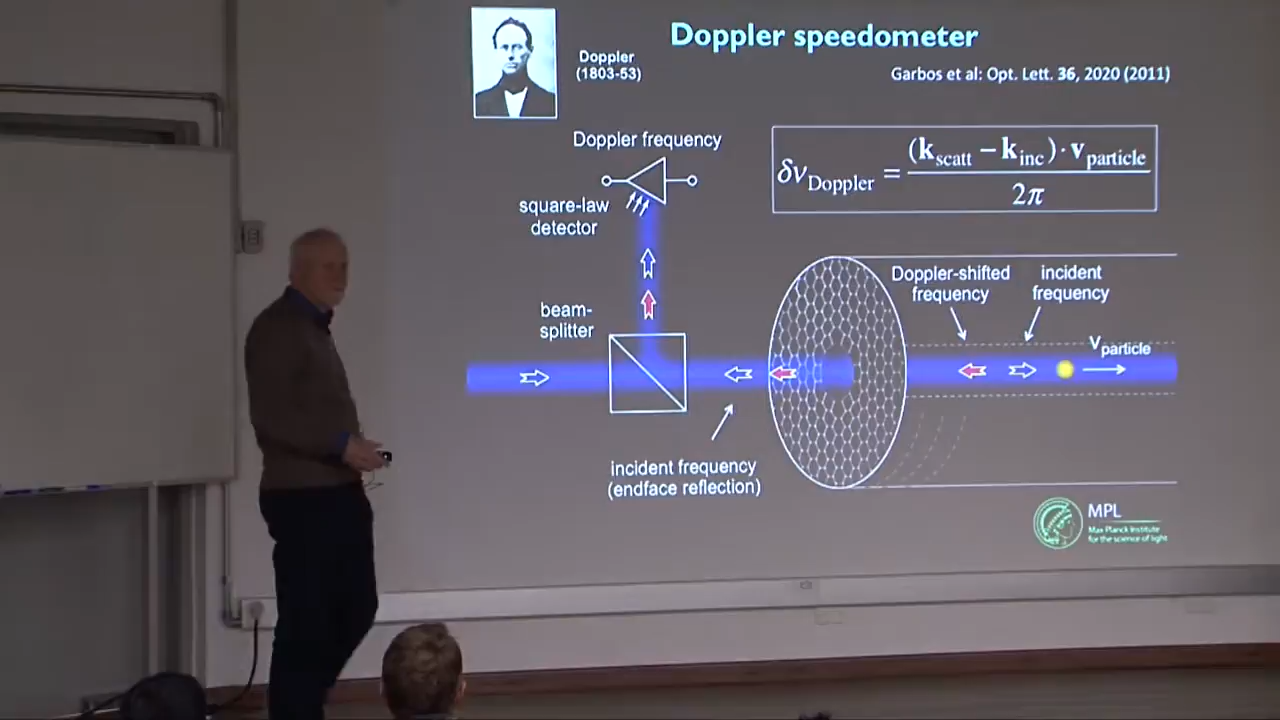 Doppler speedometer
Doppler
(1803-53)
Garbos et al: Opt. Lett. 36, 2020 (2011)
Doppler frequency
δν_Doppler = (k_scatt − k_inc) · v_particle / 2π
square-law
detector
beam-
splitter
Doppler-shifted
frequency
incident
frequency
v_particle
incident frequency
(endface reflection)
MPL
Max Planck Institute
for the science of light